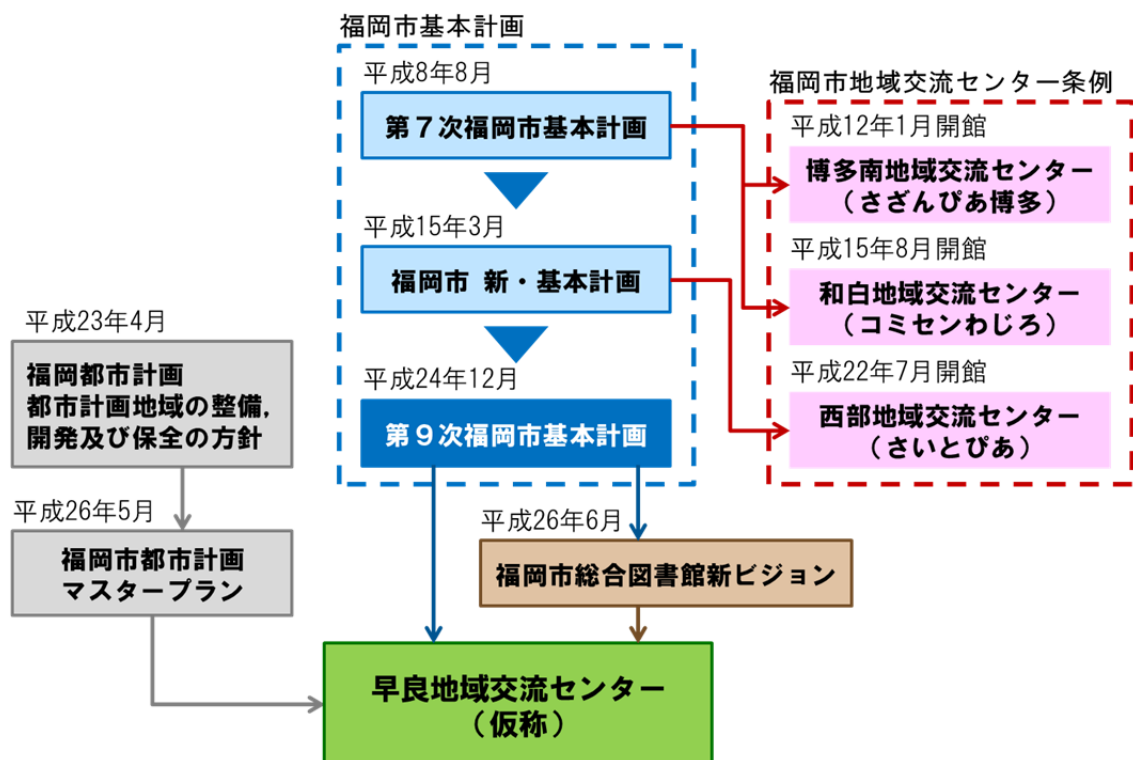 福岡市基本計画
平成8年8月
第７次福岡市基本計画
平成15年3月
福岡市 新・基本計画
平成24年12月
第９次福岡市基本計画
福岡市地域交流センター条例
平成12年1月開館
博多南地域交流センター
（さざんぴあ博多）
平成15年8月開館
和白地域交流センター
（コミセンわじろ）
平成22年7月開館
西部地域交流センター
（さいとぴあ）
平成23年4月
福岡都市計画
都市計画地域の整備,
開発及び保全の方針
平成26年5月
福岡市都市計画
マスタープラン
平成26年6月
福岡市総合図書館新ビジョン
早良地域交流センター
（仮称）